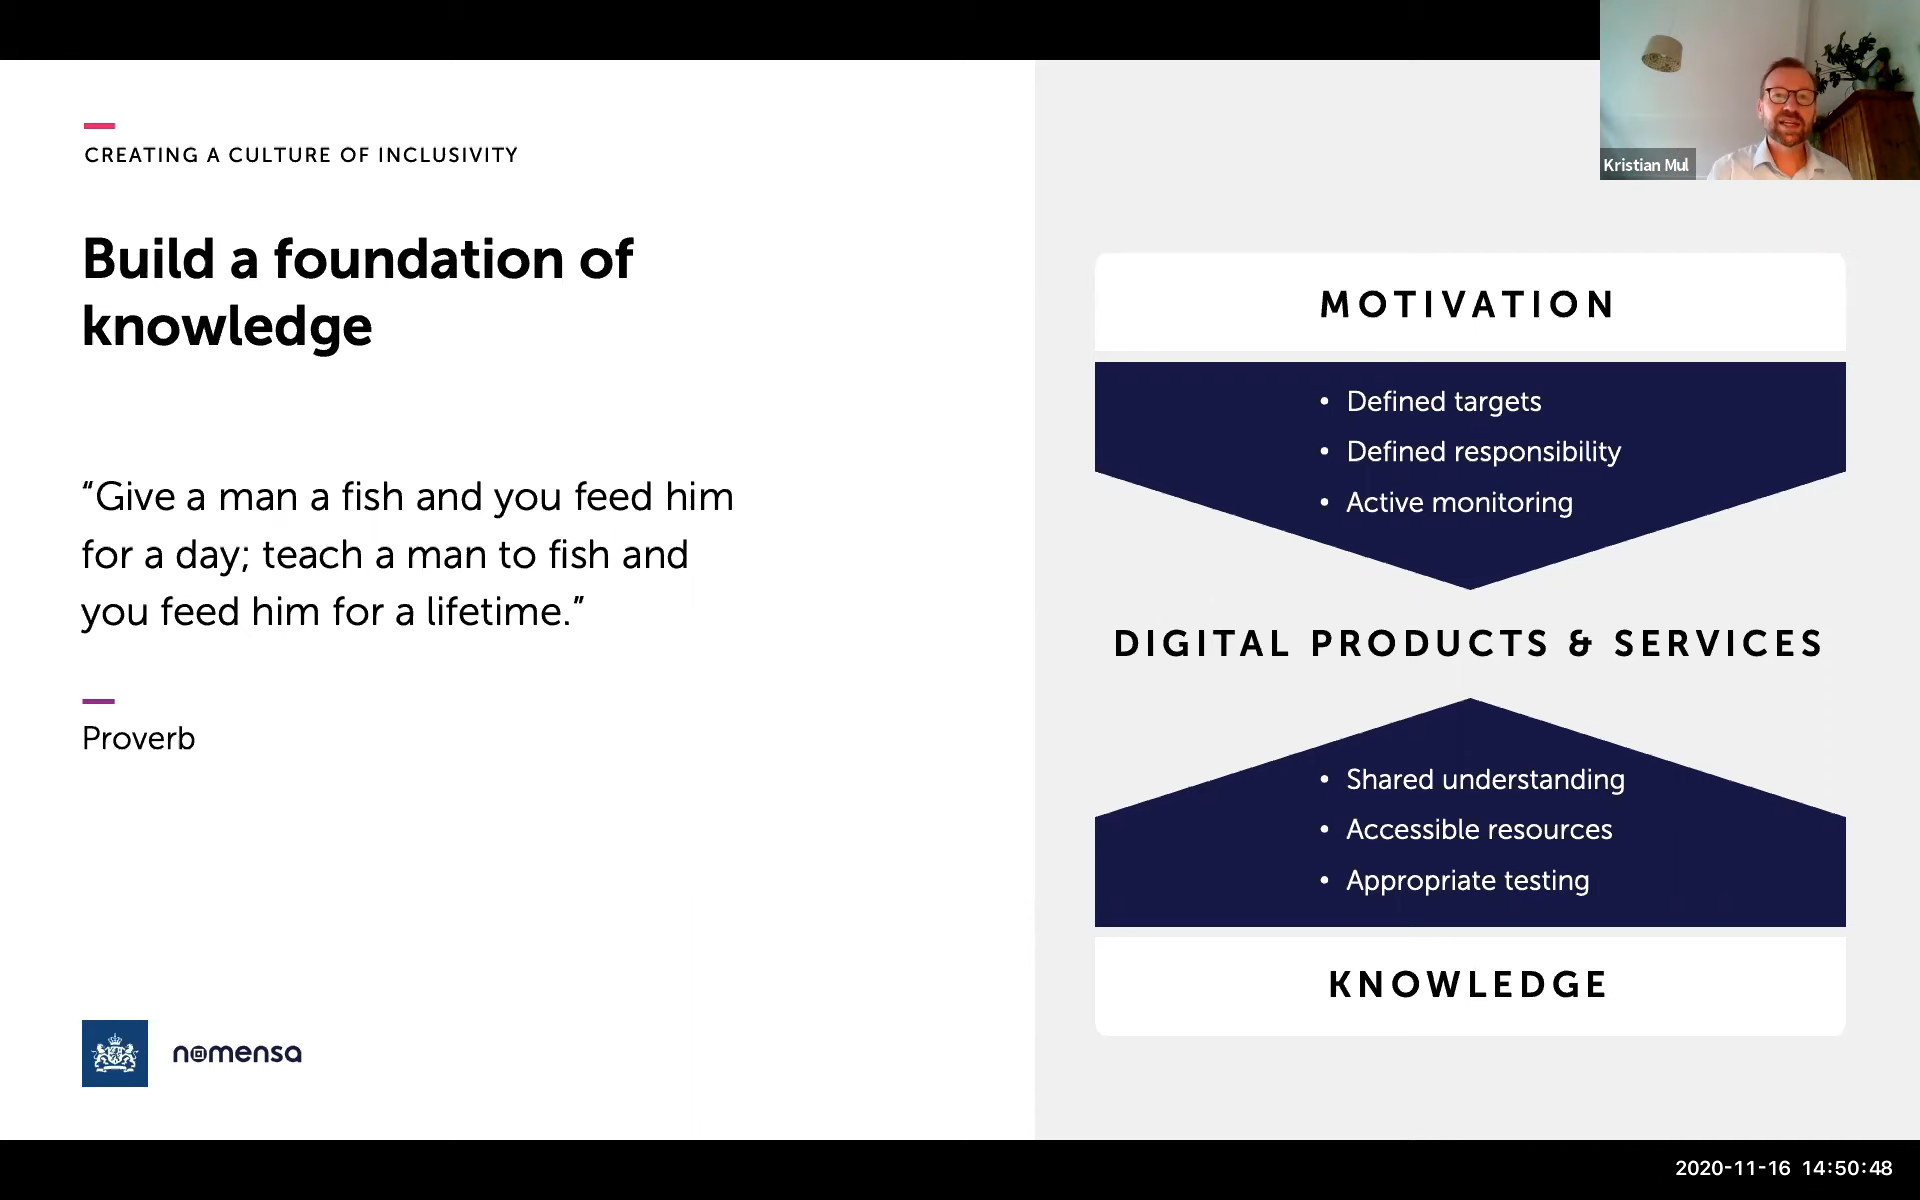 CREATING A CULTURE OF INCLUSIVITY
Build a foundation of
knowledge
“Give a man a fish and you feed him
for a day; teach a man to fish and
you feed him for a lifetime.”
Proverb
nomensa
Kristian Mul
MOTIVATION
• Defined targets
• Defined responsibility
• Active monitoring
DIGITAL PRODUCTS & SERVICES
• Shared understanding
• Accessible resources
• Appropriate testing
KNOWLEDGE
2020-11-16 14:50:48